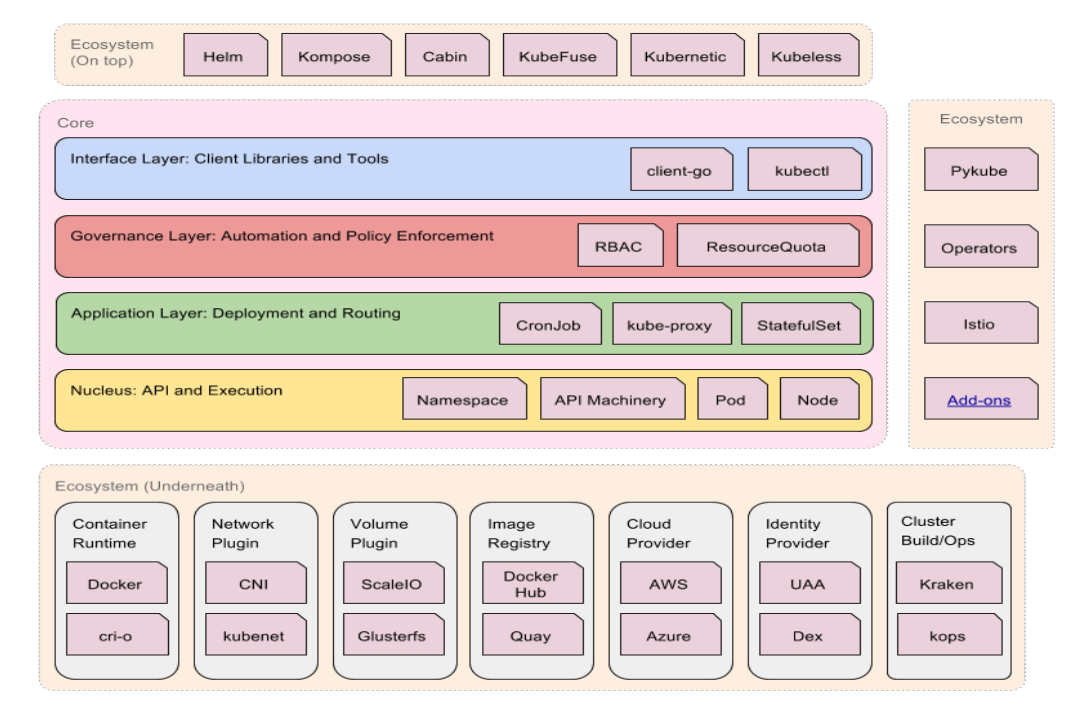 Ecosystem
(On top)
Helm
Kompose
Cabin
KubeFuse
Kubernetic
Kubeless
Core
Interface Layer: Client Libraries and Tools
client-go
kubectl
Governance Layer: Automation and Policy Enforcement
RBAC
ResourceQuota
Application Layer: Deployment and Routing
CronJob
kube-proxy
StatefulSet
Nucleus: API and Execution
Namespace
API Machinery
Pod
Node
Ecosystem
Pykube
Operators
Istio
Add-ons
Ecosystem (Underneath)
Container
Runtime
Docker
cri-o
Network
Plugin
CNI
kubenet
Volume
Plugin
ScaleIO
Glusterfs
Image
Registry
Docker
Hub
Quay
Cloud
Provider
AWS
Azure
Identity
Provider
UAA
Dex
Cluster
Build/Ops
Kraken
kops